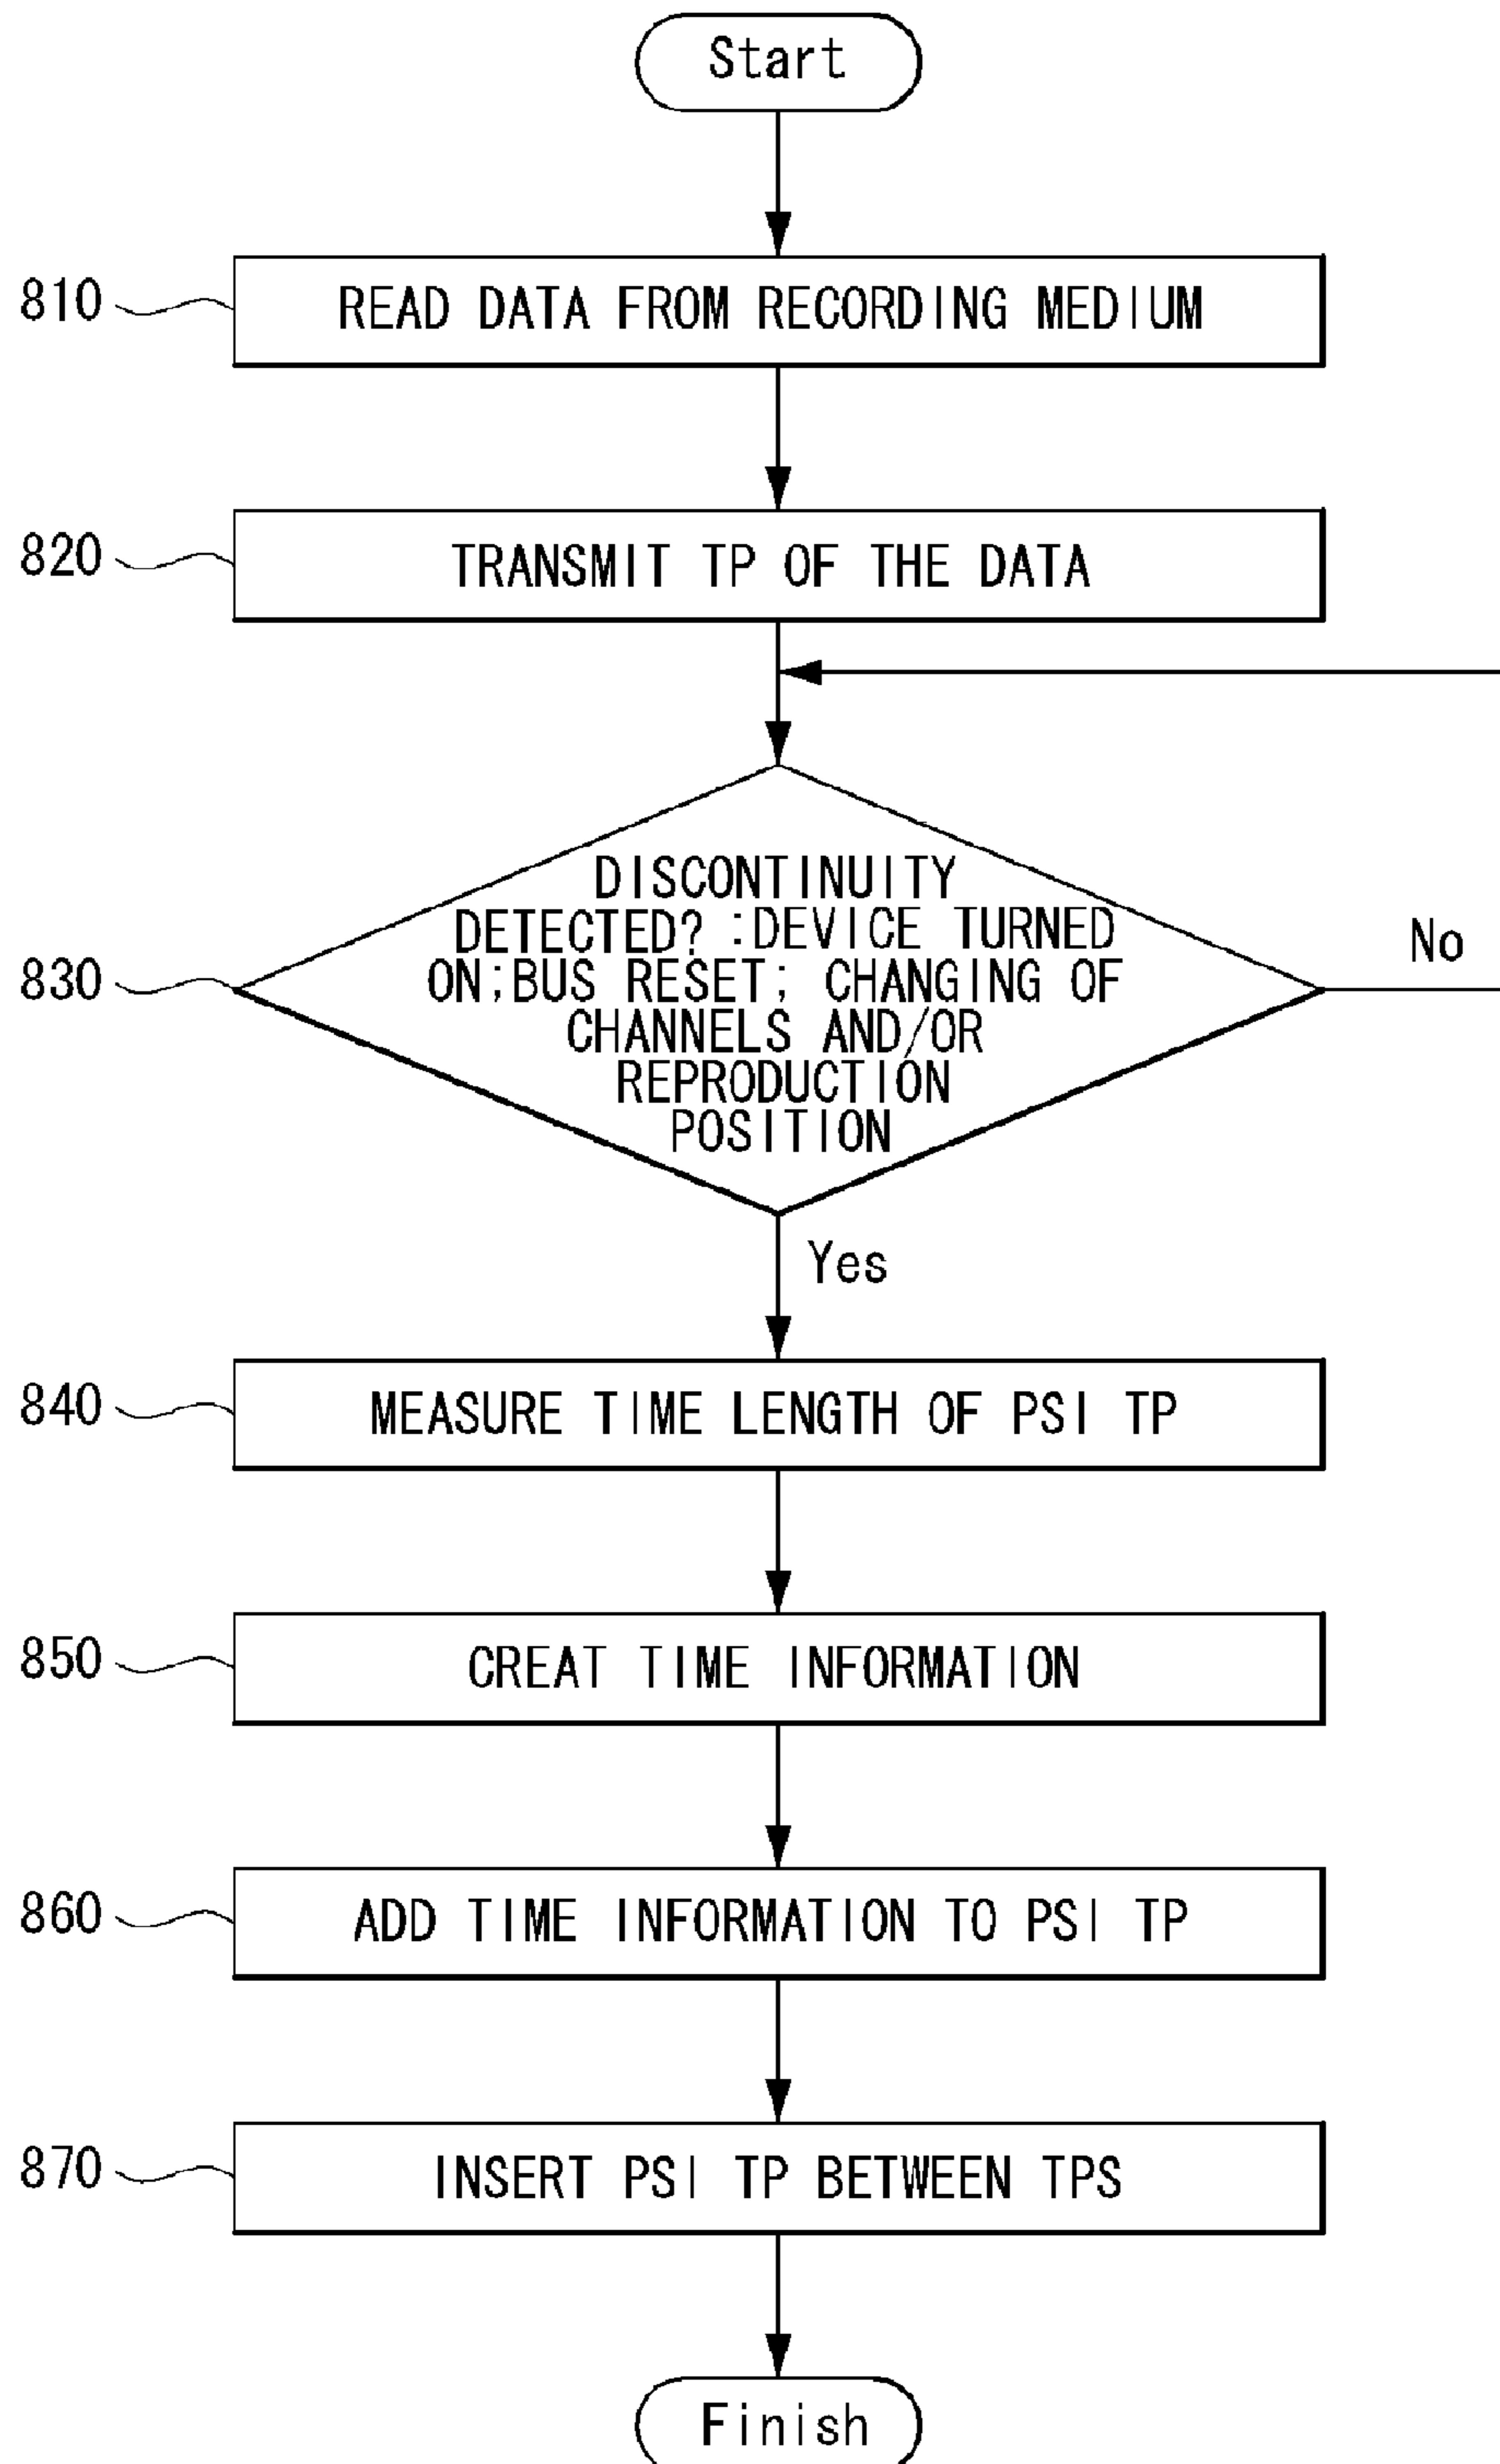 Start
810
READ DATA FROM RECORDING MEDIUM
820
TRANSMIT TP OF THE DATA
830
DISCONTINUITY
DETECTED? :DEVICE TURNED
ON;BUS RESET; CHANGING OF
CHANNELS AND/OR
REPRODUCTION
POSITION
No
Yes
840
MEASURE TIME LENGTH OF PSI TP
850
CREAT TIME INFORMATION
860
ADD TIME INFORMATION TO PSI TP
870
INSERT PSI TP BETWEEN TPS
Finish